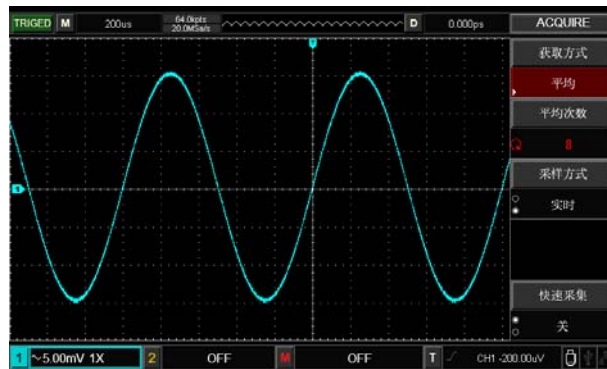 TRIGED M 200us 64.0kpts D 0.000ps ACQUIRE
20.0MSa/s
获取方式
平均
平均次数
8
采样方式
实时
快速采集
关
1 ~5.00mV 1X 2 OFF M OFF T CH1 -200.00uV
1